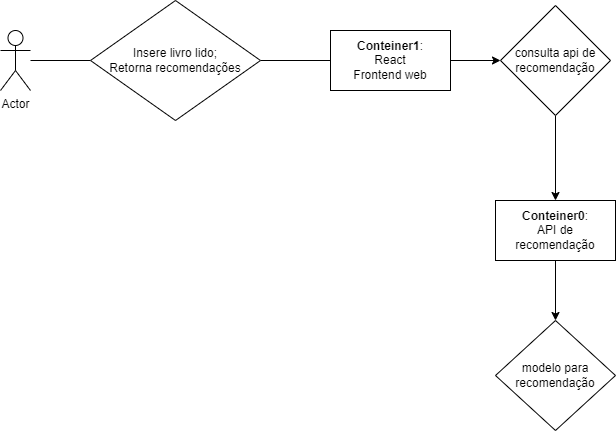 Insere livro lido;
Retorna recomendações
Conteiner1:
React
Frontend web
consulta api de
recomendação
Actor
Conteiner0:
API de
recomendação
modelo para
recomendação